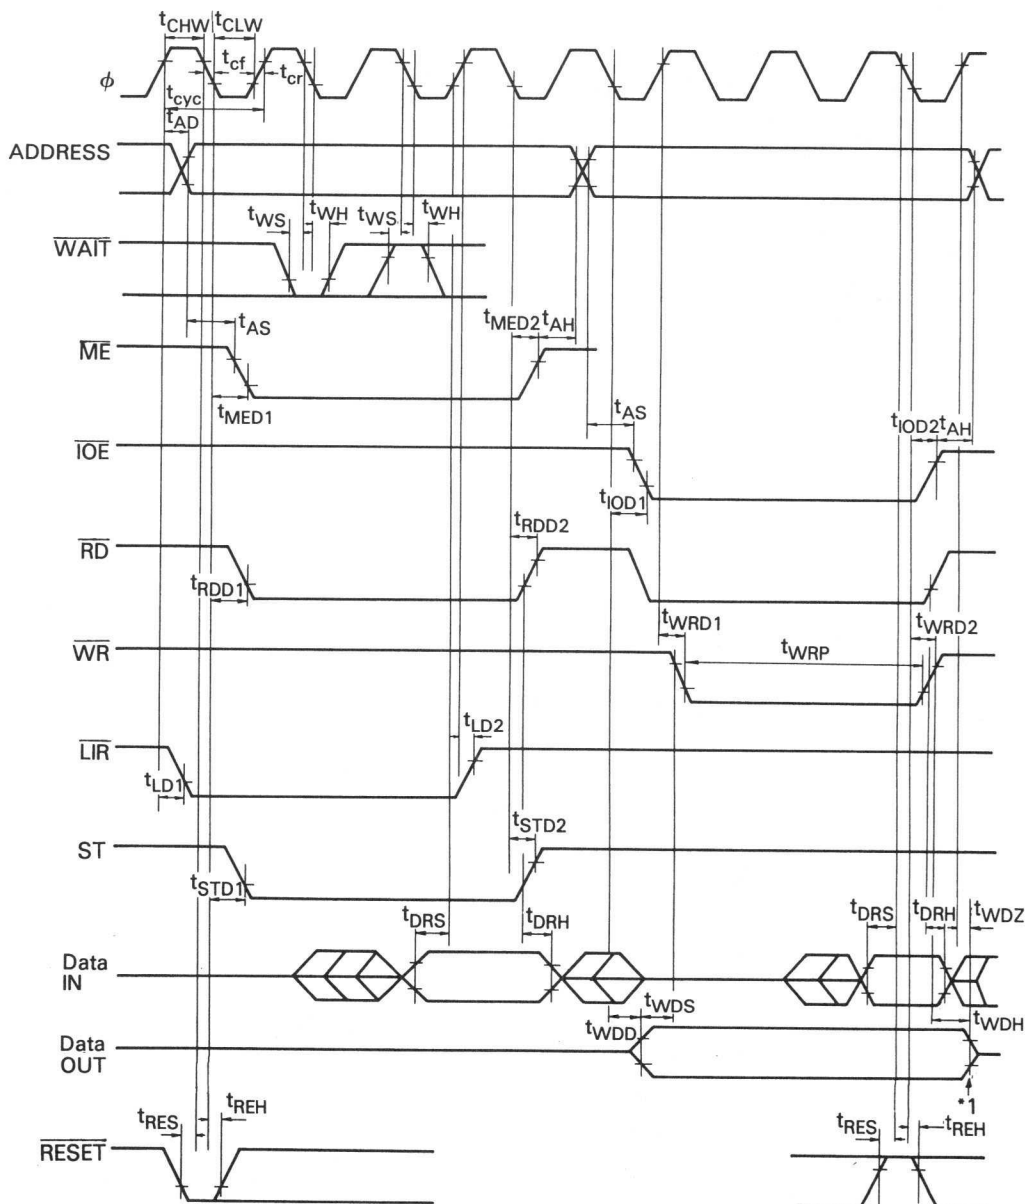 tCHW tCLW
tcf
φ
tcr
tcyc
tAD
ADDRESS
tWS tWH tWS tWH
WAIT
tAS
tMED2 tAH
ME
tMED1
tAS
tIOD2 tAH
IOE
tIOD1
tRDD2
RD
tRDD1
tWRD1
tWRP
tWRD2
WR
tLD2
LIR
tLD1
tSTD2
ST
tSTD1
tDRS tDRH tDRS tDRH tWDZ
Data
IN
tWDS
tWDD
tWDH
Data
OUT
*1
tRES tREH tRES tREH
RESET